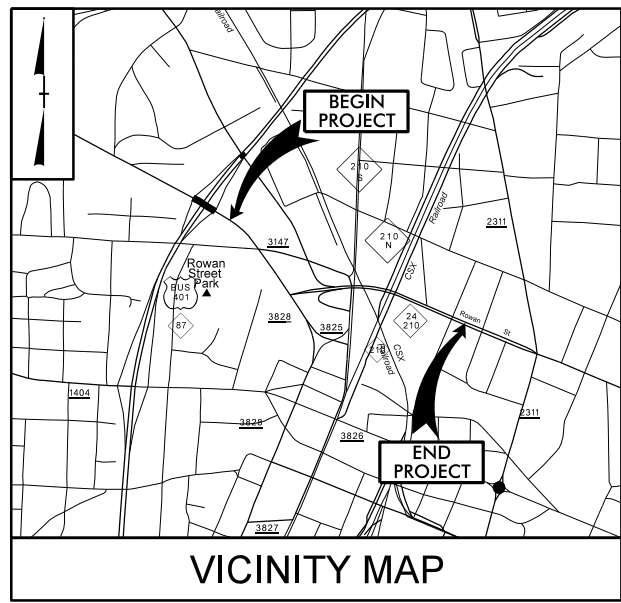 Railroad
BEGIN
PROJECT
210
S
Railroad
2311
210
N
3147
CSX
Rowan
Street
Park
BUS
401
87
3828
3825
24
210
Rowan St.
CSX
Railroad
210
1404
3828
3826
2311
END
PROJECT
3827
VICINITY MAP